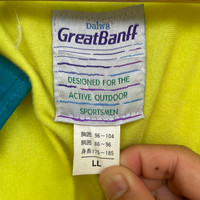 Daiwa
GreatBanff
DESIGNED FOR THE
ACTIVE OUTDOOR
SPORTSMEN
胸囲 96-104
胴囲 86-96
身長 175-185
LL